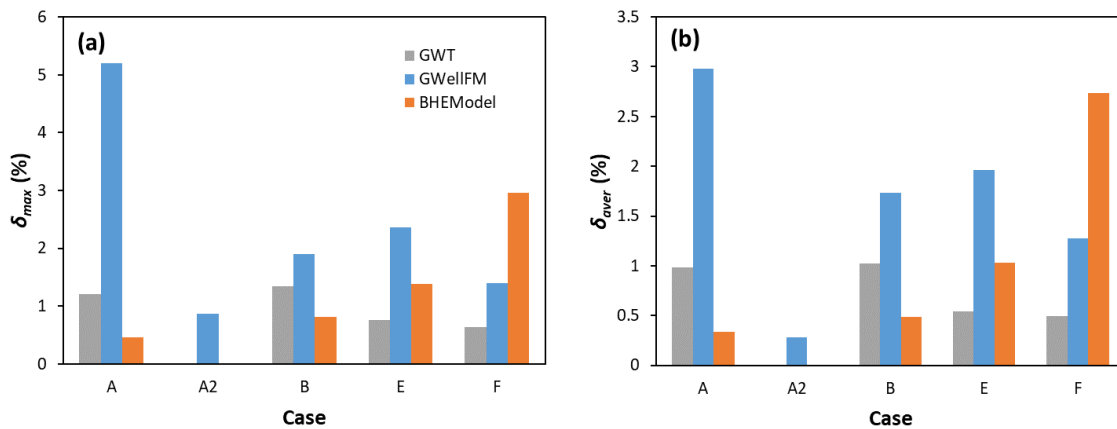 (a)
GWT
GWellFM
BHEModel
6
5
4
3
2
1
0
δmax (%)
A A2 B E F
Case
(b)
3.5
3
2.5
2
1.5
1
0.5
0
δaver (%)
A A2 B E F
Case